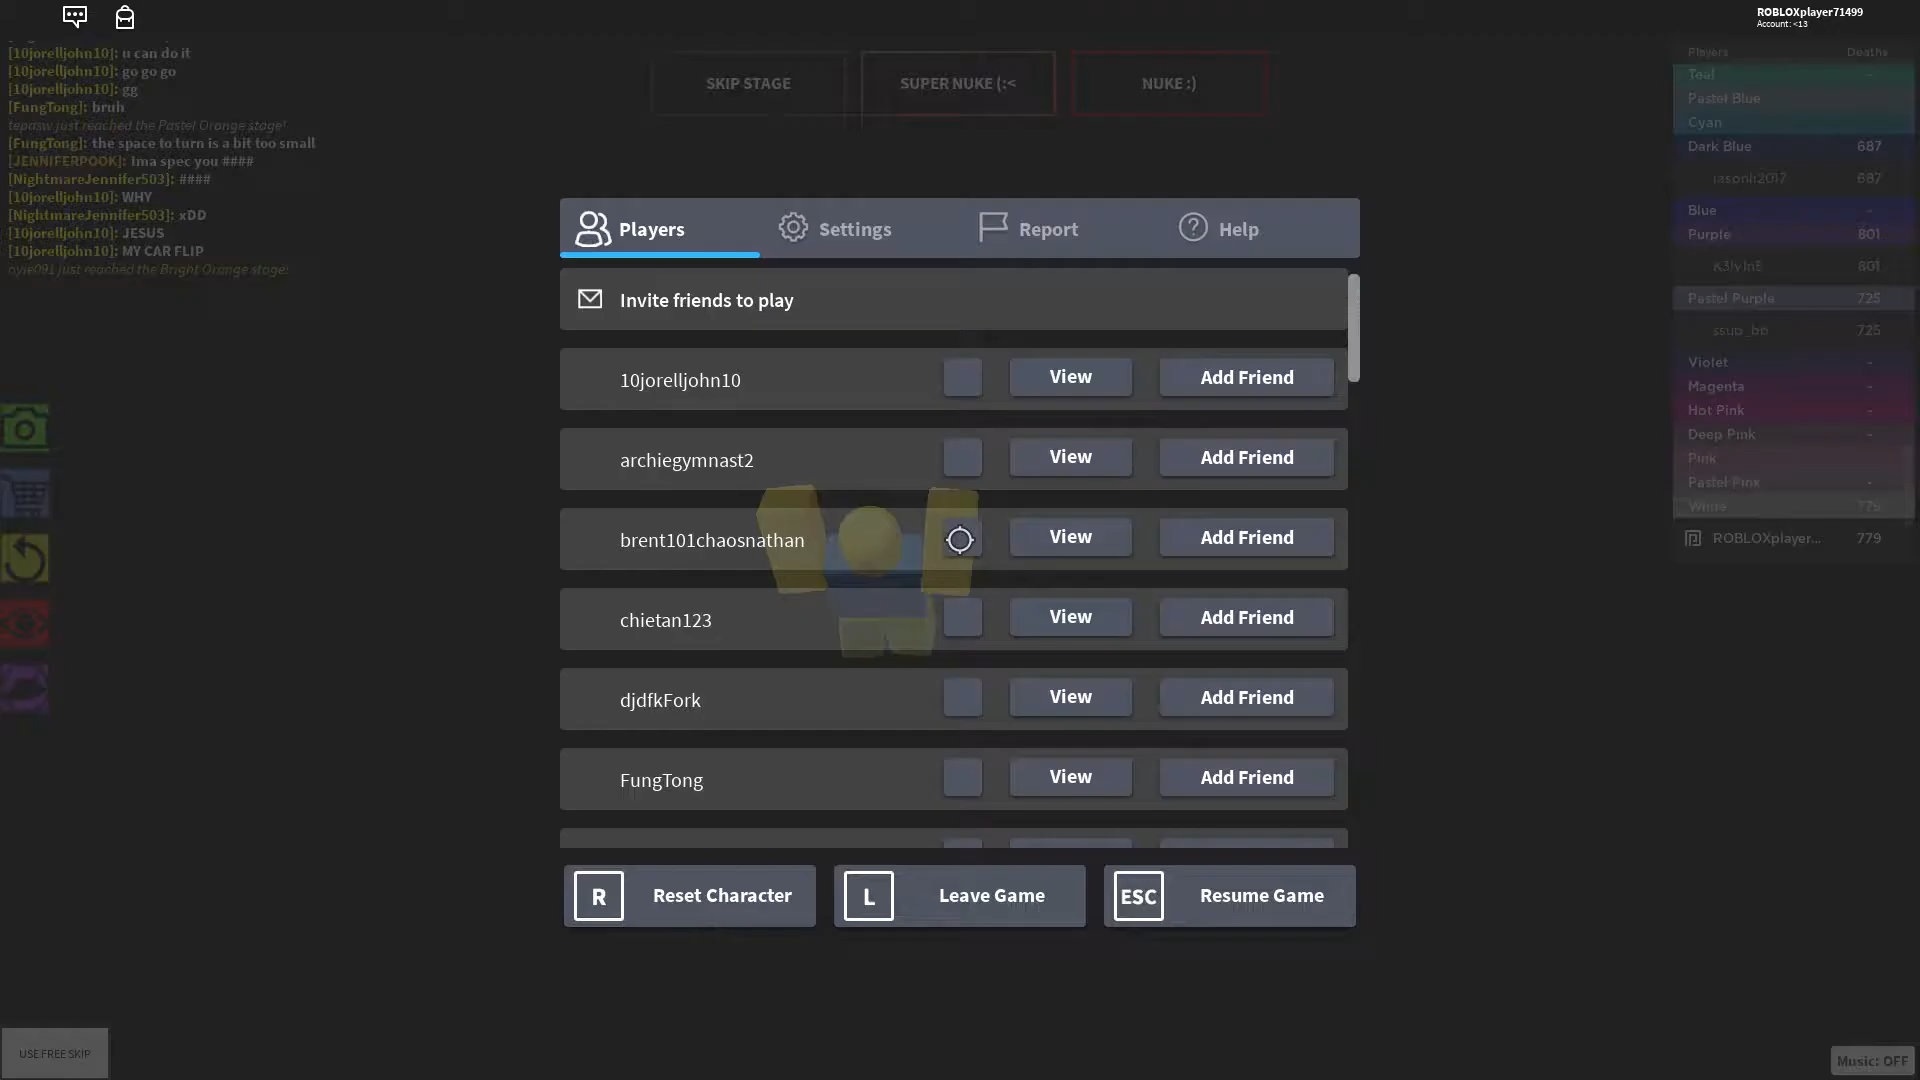 ROBLOXplayer71499
Account: <13
[10jorelljohn10]: u can do it
[10jorelljohn10]: go go go
[10jorelljohn10]: gg
[FungTong]: bruh
tepasw just reached the Pastel Orange stage!
[FungTong]: the space to turn is a bit too small
[JENNIFERPOOK]: Ima spec you ####
[NightmareJennifer503]: ####
[10jorelljohn10]: WHY
[NightmareJennifer503]: xDD
[10jorelljohn10]: JESUS
[10jorelljohn10]: MY CAR FLIP
just reached the Bright Orange stage!
SKIP STAGE
SUPER NUKE (:<
NUKE :)
Players
Settings
Report
Help
Invite friends to play
10jorelljohn10 View Add Friend
archiegymnast2 View Add Friend
brent101chaosnathan View Add Friend
chietan123 View Add Friend
djdfkFork View Add Friend
FungTong View Add Friend
R Reset Character
L Leave Game
ESC Resume Game
Players Deaths
Teal -
Pastel Blue
Cyan
Dark Blue 687
687
Blue -
Purple 801
801
Pastel Purple 725
725
Violet -
Magenta -
Hot Pink -
Deep Pink -
Pink -
Pastel Pink -
White 779
ROBLOXplayer... 779
USE FREE SKIP
Music: OFF